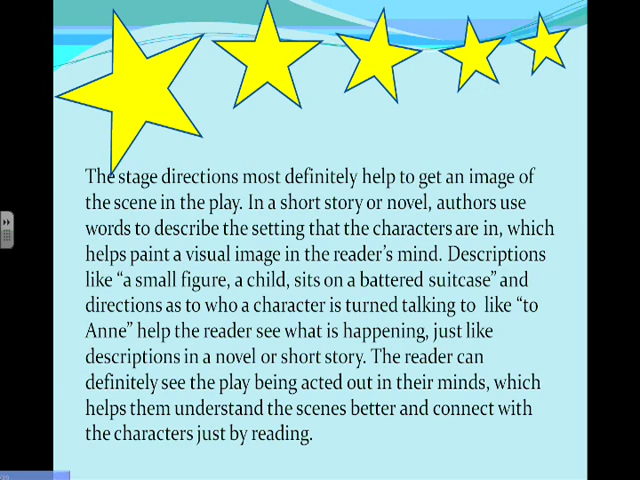 The stage directions most definitely help to get an image of
the scene in the play. In a short story or novel, authors use
words to describe the setting that the characters are in, which
helps paint a visual image in the reader's mind. Descriptions
like “a small figure, a child, sits on a battered suitcase” and
directions as to who a character is turned talking to like “to
Anne” help the reader see what is happening, just like
descriptions in a novel or short story. The reader can
definitely see the play being acted out in their minds, which
helps them understand the scenes better and connect with
the characters just by reading.